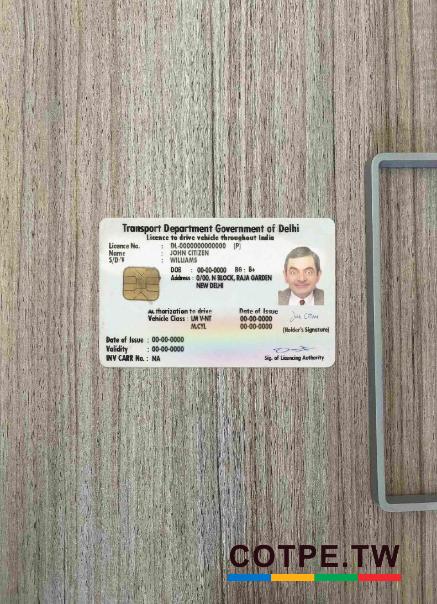 Transport Department Government of Delhi
Licence to drive vehicle throughout India
Licence No. : DL-0000000000000 (P)
Name : JOHN CITIZEN
S/D/W : WILLIAMS
DOB : 00-00-0000 BG : B+
Address : 0/00, N BLOCK, RAJA GARDEN
NEW DELHI
Authorization to drive Date of Issue
Vehicle Class : LM V-NT 00-00-0000
M.CYL 00-00-0000
(Holder's Signature)
Date of Issue : 00-00-0000
Validity : 00-00-0000
INV CARR No. : NA
Sig. of Licencing Authority
COTPE.TW